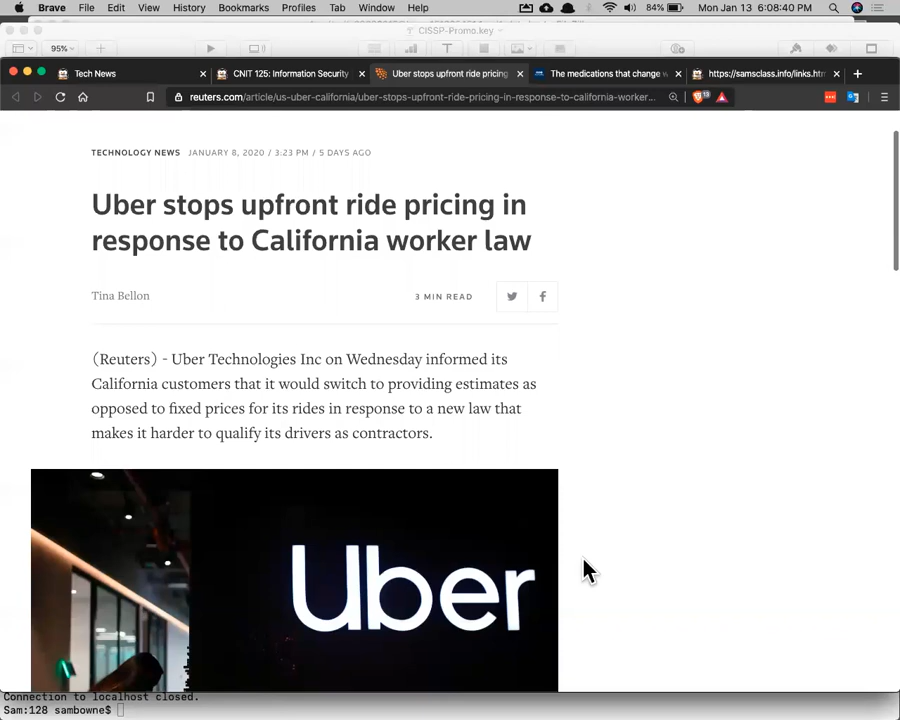 Brave File Edit View History Bookmarks Profiles Tab Window Help 84% Mon Jan 13 6:08:40 PM
CISSP-Promo.key
95%
Tech News
CNIT 125: Information Security
Uber stops upfront ride pricing
The medications that change w
https://samsclass.info/links.htm
reuters.com/article/us-uber-california/uber-stops-upfront-ride-pricing-in-response-to-california-worker...
13
TECHNOLOGY NEWS JANUARY 8, 2020 / 3:23 PM / 5 DAYS AGO
Uber stops upfront ride pricing in
response to California worker law
Tina Bellon
3 MIN READ
(Reuters) - Uber Technologies Inc on Wednesday informed its
California customers that it would switch to providing estimates as
opposed to fixed prices for its rides in response to a new law that
makes it harder to qualify its drivers as contractors.
Uber
Connection to localhost closed.
Sam:128 sambowne$